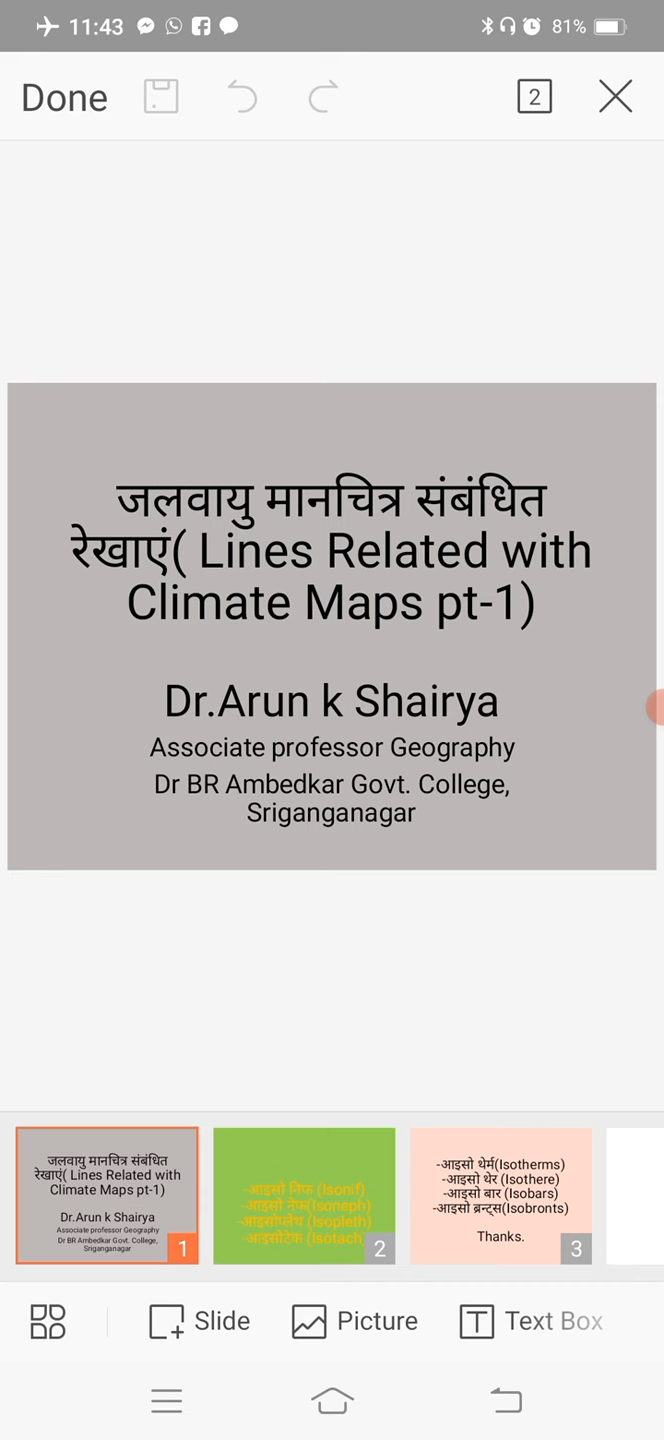 11:43
81%
Done
2
जलवायु मानचित्र संबंधित
रेखाएं( Lines Related with
Climate Maps pt-1)
Dr.Arun k Shairya
Associate professor Geography
Dr BR Ambedkar Govt. College,
Sriganganagar
जलवायु मानचित्र संबंधित
रेखाएं( Lines Related with
Climate Maps pt-1)
Dr.Arun k Shairya
Associate professor Geography
Dr BR Ambedkar Govt. College,
Sriganganagar
1
-आइसो निफ (Isonif)
-आइसो नेफ(Isoneph)
-आइसोप्लेथ (Isopleth)
-आइसोटेक (Isotach)
2
-आइसो थेर्म(Isotherms)
-आइसो थेर (Isothere)
-आइसो बार (Isobars)
-आइसो ब्रन्ट्स(Isobronts)
Thanks.
3
Slide
Picture
Text Box